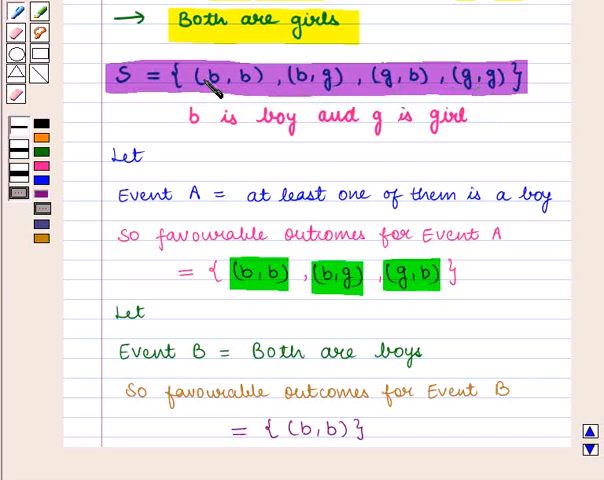 → Both are girls
S = { (b, b) , (b, g) , (g, b) , (g, g) }
b is boy and g is girl
Let
Event A = at least one of them is a boy
So favourable outcomes for Event A
= { (b, b) , (b, g) , (g, b) }
Let
Event B = Both are boys
So favourable outcomes for Event B
= { (b, b) }